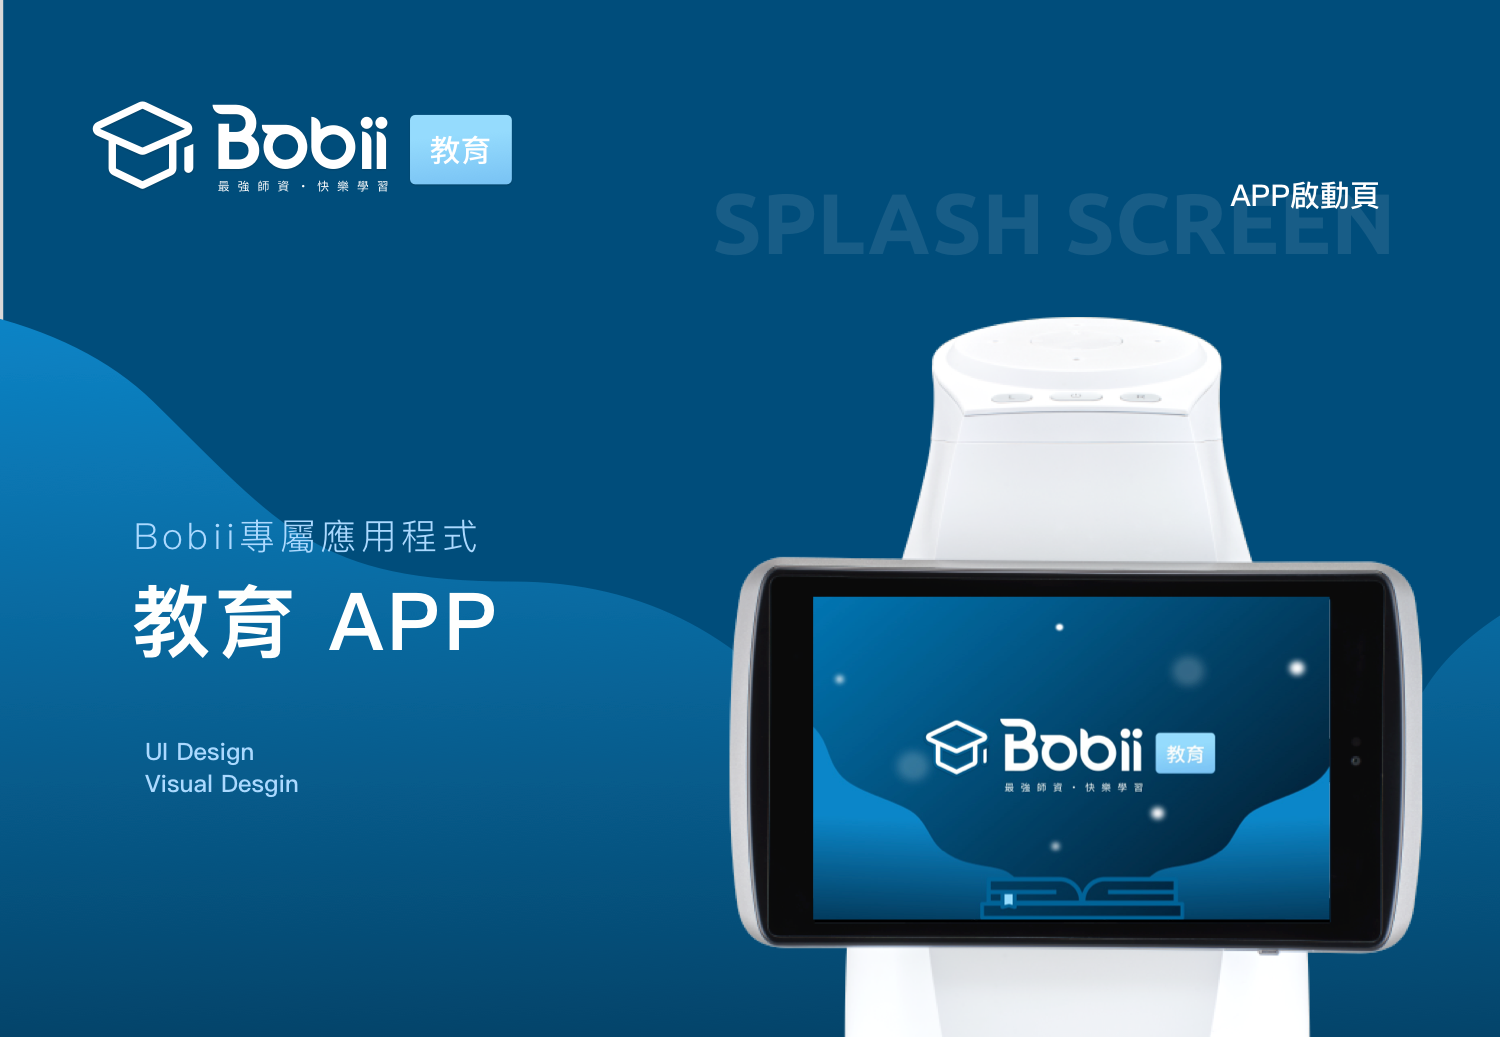 Bobii 教育
最強師資・快樂學習
APP啟動頁
SPLASH SCREEN
Bobii專屬應用程式
教育 APP
UI Design
Visual Desgin
Bobii 教育
最強師資・快樂學習